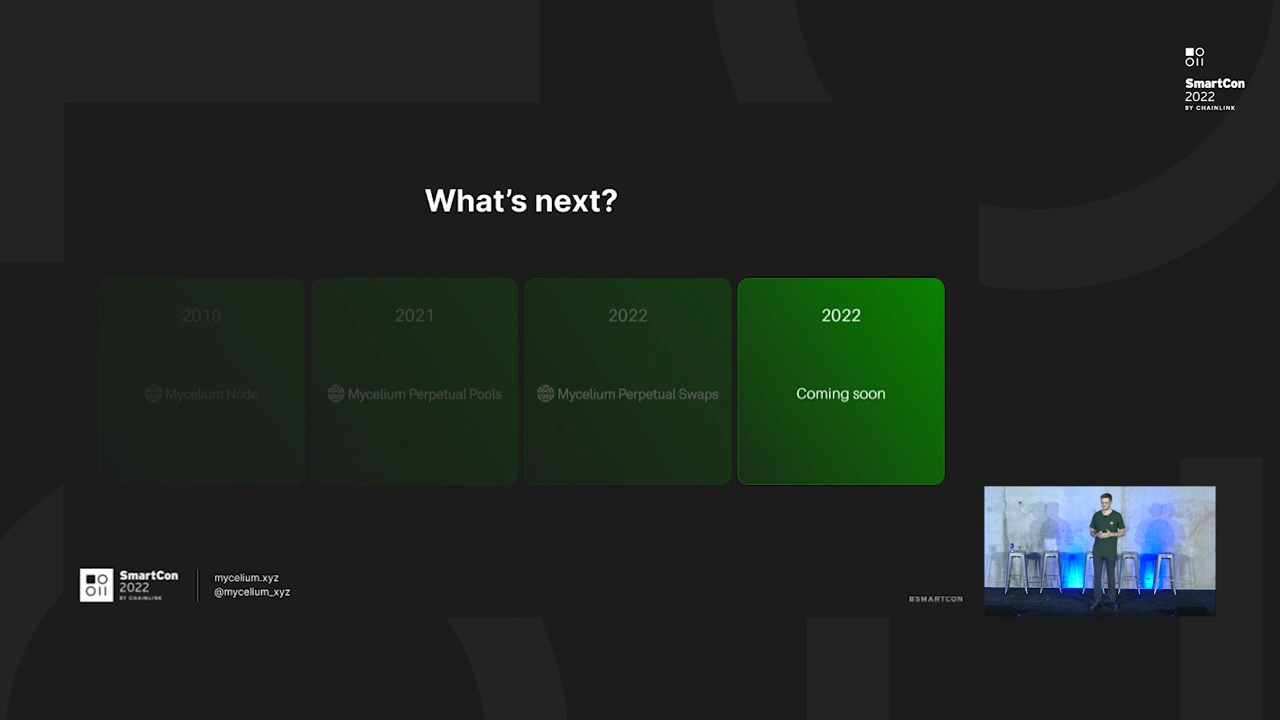 SmartCon
2022
BY CHAINLINK
What's next?
2019
Mycelium Node
2021
Mycelium Perpetual Pools
2022
Mycelium Perpetual Swaps
2022
Coming soon
SmartCon
2022
BY CHAINLINK
mycelium.xyz
@mycelium_xyz
#SMARTCON